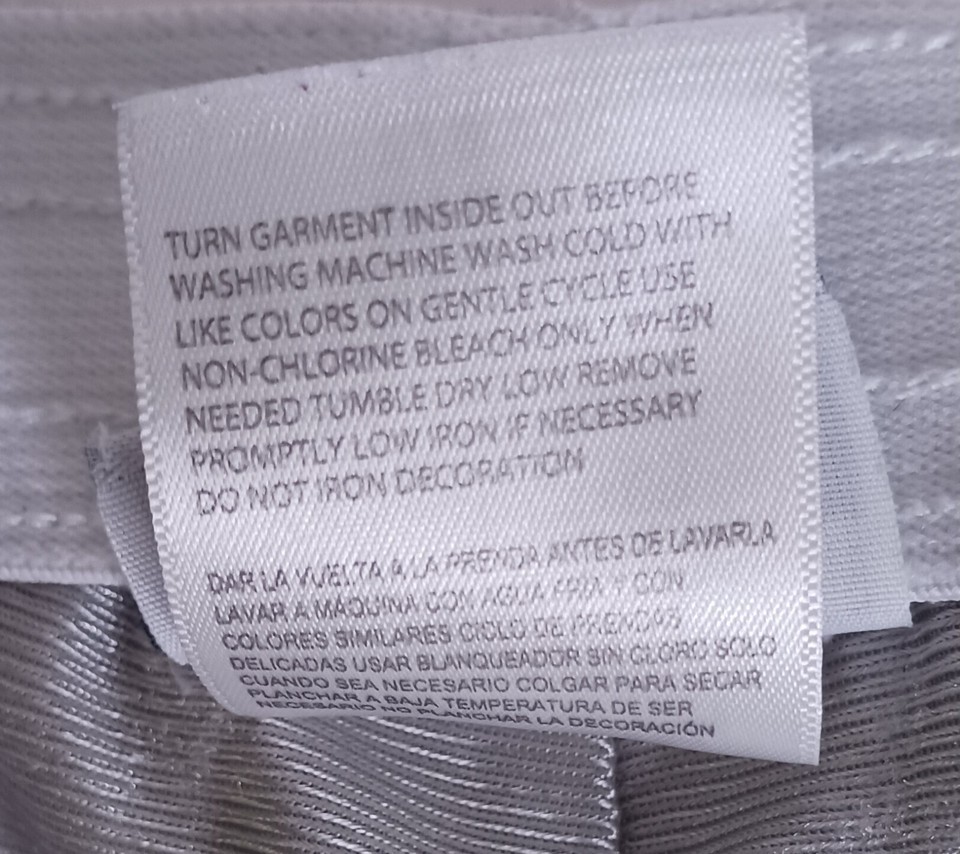 TURN GARMENT INSIDE OUT BEFORE
WASHING MACHINE WASH COLD WITH
LIKE COLORS ON GENTLE CYCLE USE
NON-CHLORINE BLEACH ONLY WHEN
NEEDED TUMBLE DRY LOW REMOVE
PROMPTLY LOW IRON IF NECESSARY
DO NOT IRON DECORATION
DAR LA VUELTA A LA PRENDA ANTES DE LAVARLA
LAVAR A MAQUINA CON AGUA FRIA Y CON
COLORES SIMILARES CICLO DE PRENDAS
DELICADAS USAR BLANQUEADOR SIN CLORO SOLO
CUANDO SEA NECESARIO COLGAR PARA SECAR
PLANCHAR A BAJA TEMPERATURA DE SER
NECESARIO NO PLANCHAR LA DECORACIÓN